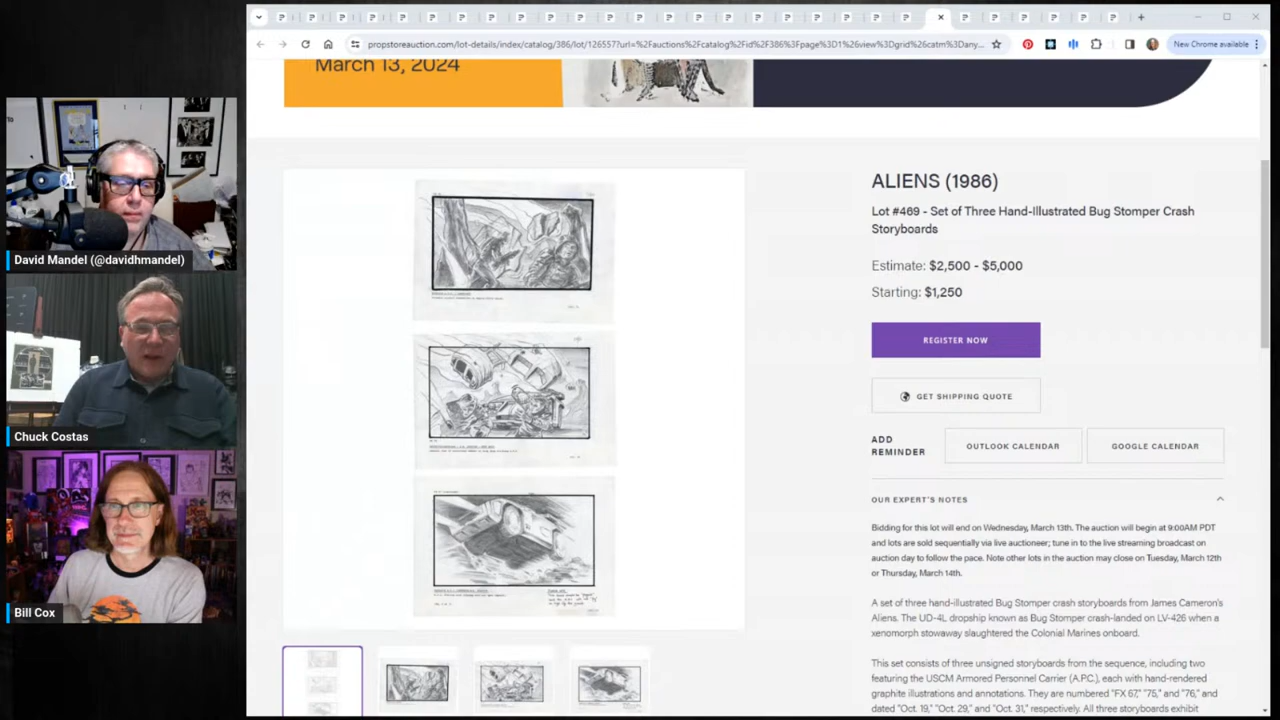 propstoreauction.com/lot-details/index/catalog/386/lot/126557?url=%2Fauctions%2Fcatalog%2Fid%2F386%3Fpage%3D1%26view%3Dgrid%26catm%3Dany...
New Chrome available
March 13, 2024
David Mandel (@davidhmandel)
Chuck Costas
Bill Cox
ALIENS (1986)
Lot #469 - Set of Three Hand-Illustrated Bug Stomper Crash
Storyboards
Estimate: $2,500 - $5,000
Starting: $1,250
REGISTER NOW
GET SHIPPING QUOTE
ADD
REMINDER
OUTLOOK CALENDAR
GOOGLE CALENDAR
OUR EXPERT'S NOTES
Bidding for this lot will end on Wednesday, March 13th. The auction will begin at 9:00AM PDT
and lots are sold sequentially via live auctioneer; tune in to the live streaming broadcast on
auction day to follow the pace. Note other lots in the auction may close on Tuesday, March 12th
or Thursday, March 14th.
A set of three hand-illustrated Bug Stomper crash storyboards from James Cameron's
Aliens. The UD-4L dropship known as Bug Stomper crash-landed on LV-426 when a
xenomorph stowaway slaughtered the Colonial Marines onboard.
This set consists of three unsigned storyboards from the sequence, including two
featuring the USCM Armored Personnel Carrier (A.P.C.), each with hand-rendered
graphite illustrations and annotations. They are numbered "FX 67," "75," and "76," and
dated "Oct. 19," "Oct. 29," and "Oct. 31," respectively. All three storyboards exhibit